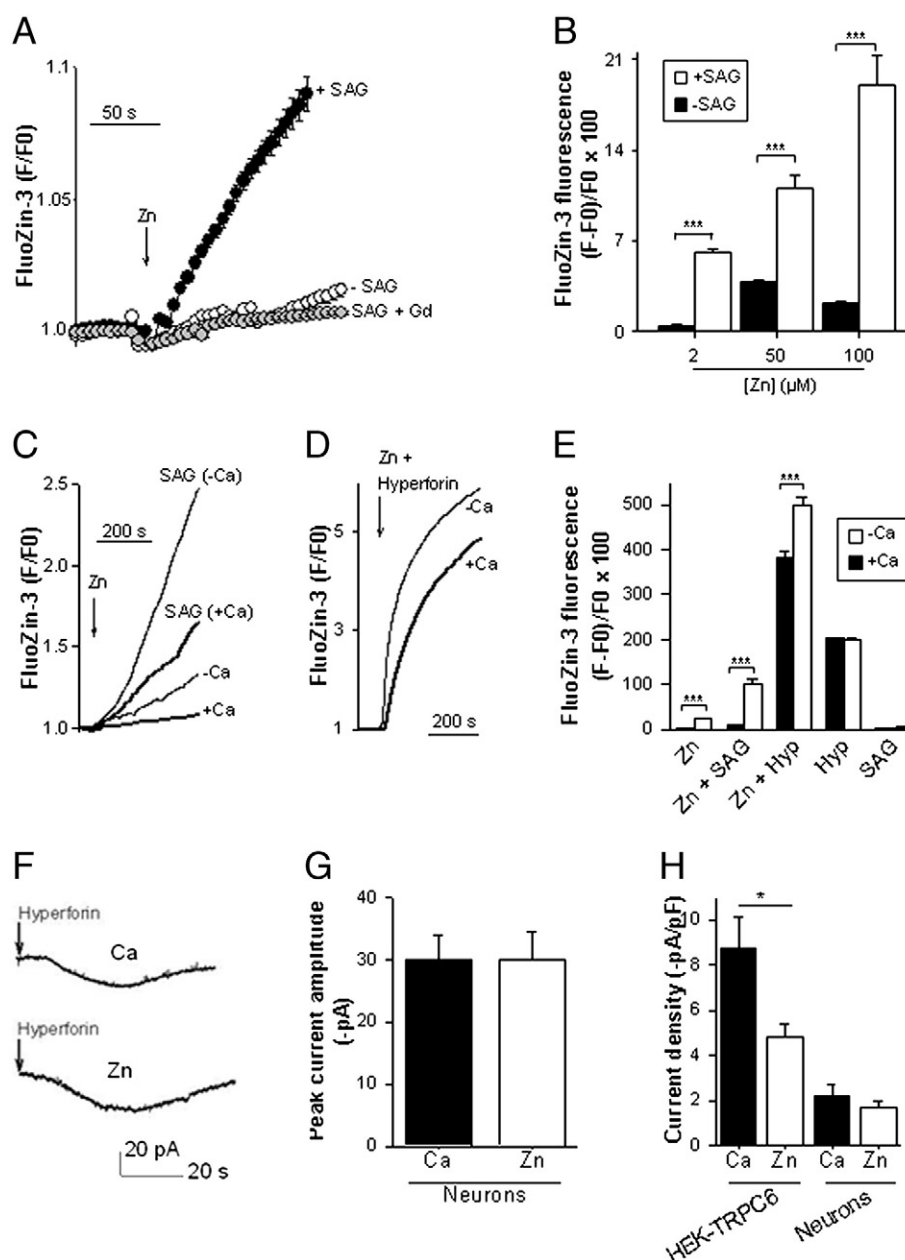 A
FluoZin-3 (F/F0)
1.1
1.05
1.0
50 s
Zn
+ SAG
- SAG
SAG + Gd
B
FluoZin-3 fluorescence
(F-F0)/F0 x 100
21
14
7
0
+SAG
-SAG
***
***
***
2
50
100
[Zn] (µM)
C
FluoZin-3 (F/F0)
2.5
2.0
1.5
1.0
200 s
Zn
SAG (-Ca)
SAG (+Ca)
-Ca
+Ca
D
FluoZin-3 (F/F0)
5
3
1
Zn +
Hyperforin
-Ca
+Ca
200 s
E
FluoZin-3 fluorescence
(F-F0)/F0 x 100
500
400
300
200
100
0
-Ca
+Ca
***
***
***
Zn
Zn + SAG
Zn + Hyp
Hyp
SAG
F
Hyperforin
Ca
Hyperforin
Zn
20 pA
20 s
G
Peak current amplitude
(-pA)
40
30
20
10
0
Ca
Zn
Neurons
H
Current density (-pA/pF)
10
8
6
4
2
0
*
Ca
Zn
Ca
Zn
HEK-TRPC6
Neurons